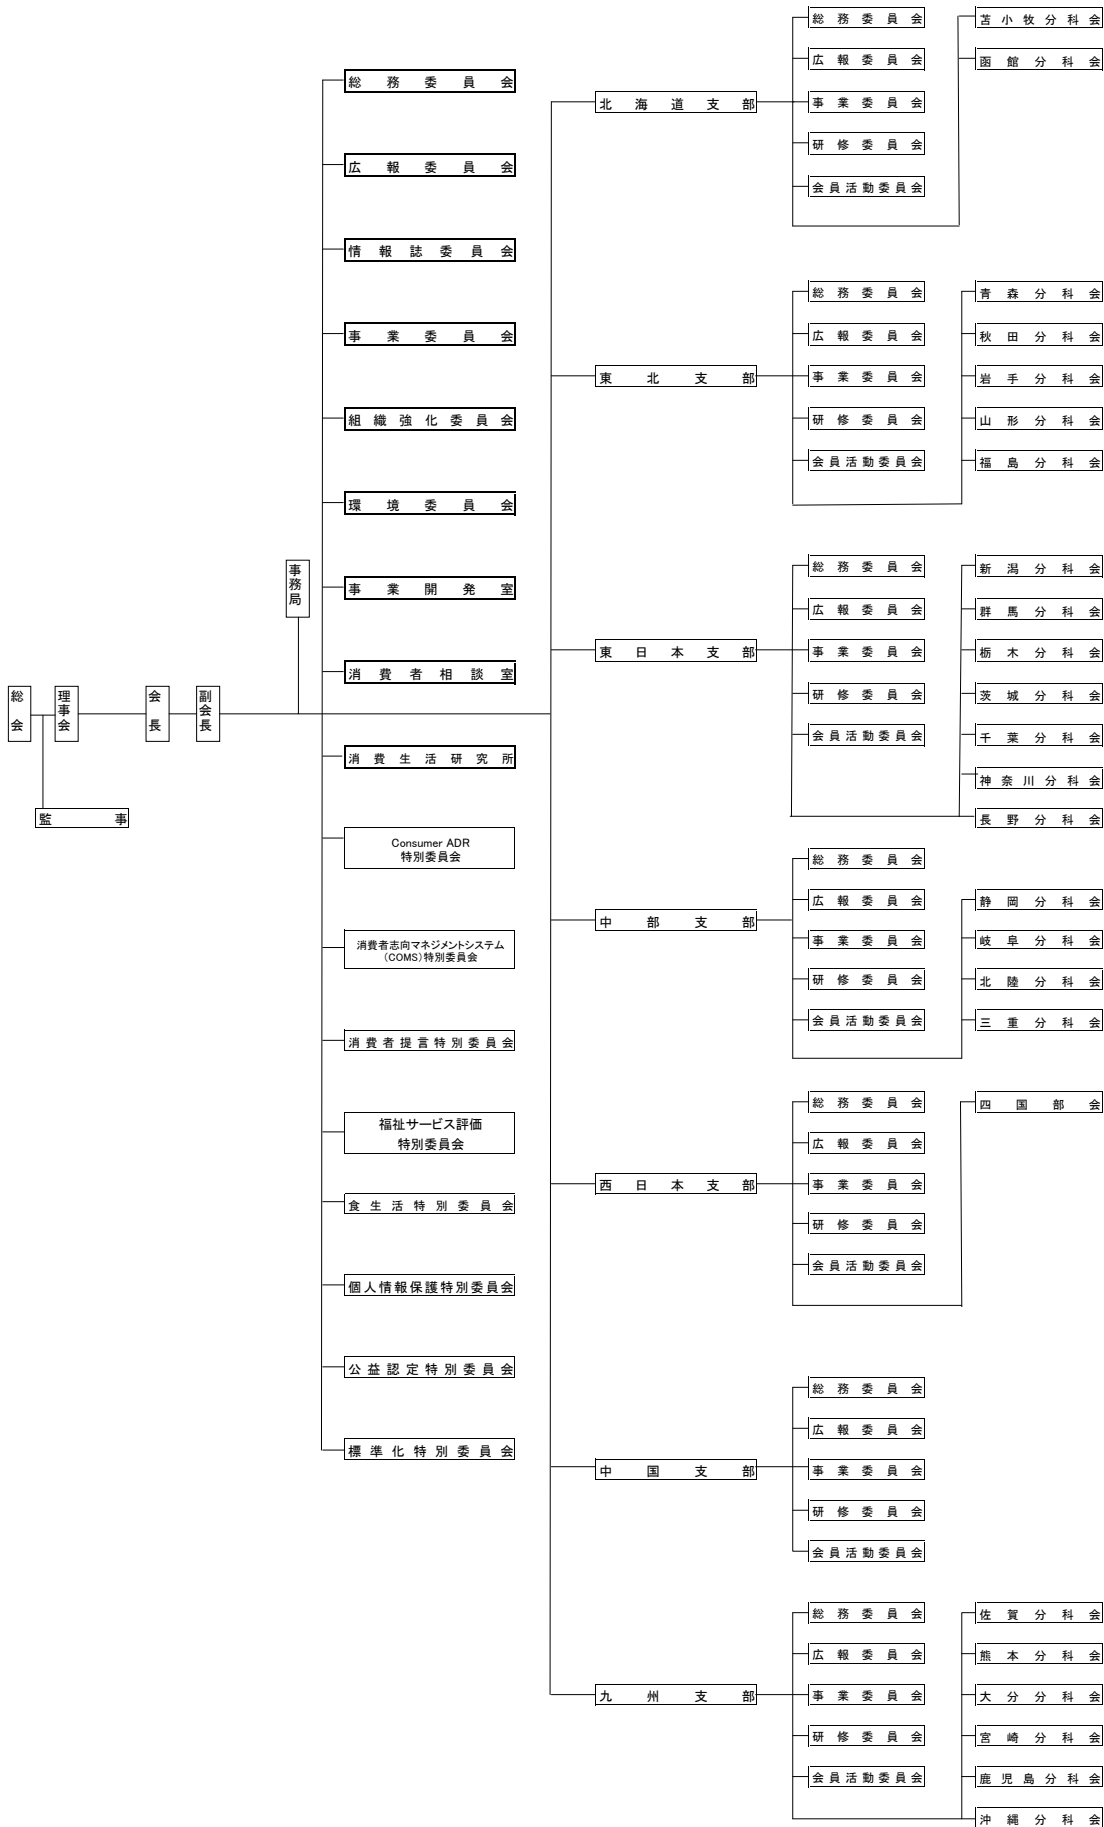 総会
理事会
会長
副会長
監事
事務局
総務委員会
広報委員会
情報誌委員会
事業委員会
組織強化委員会
環境委員会
事業開発室
消費者相談室
消費生活研究所
Consumer ADR
特別委員会
消費者志向マネジメントシステム
（COMS）特別委員会
消費者提言特別委員会
福祉サービス評価
特別委員会
食生活特別委員会
個人情報保護特別委員会
公益認定特別委員会
標準化特別委員会
北海道支部
総務委員会
広報委員会
事業委員会
研修委員会
会員活動委員会
苫小牧分科会
函館分科会
東北支部
総務委員会
広報委員会
事業委員会
研修委員会
会員活動委員会
青森分科会
秋田分科会
岩手分科会
山形分科会
福島分科会
東日本支部
総務委員会
広報委員会
事業委員会
研修委員会
会員活動委員会
新潟分科会
群馬分科会
栃木分科会
茨城分科会
千葉分科会
神奈川分科会
長野分科会
中部支部
総務委員会
広報委員会
事業委員会
研修委員会
会員活動委員会
静岡分科会
岐阜分科会
北陸分科会
三重分科会
西日本支部
総務委員会
広報委員会
事業委員会
研修委員会
会員活動委員会
四国部会
中国支部
総務委員会
広報委員会
事業委員会
研修委員会
会員活動委員会
九州支部
総務委員会
広報委員会
事業委員会
研修委員会
会員活動委員会
佐賀分科会
熊本分科会
大分分科会
宮崎分科会
鹿児島分科会
沖縄分科会